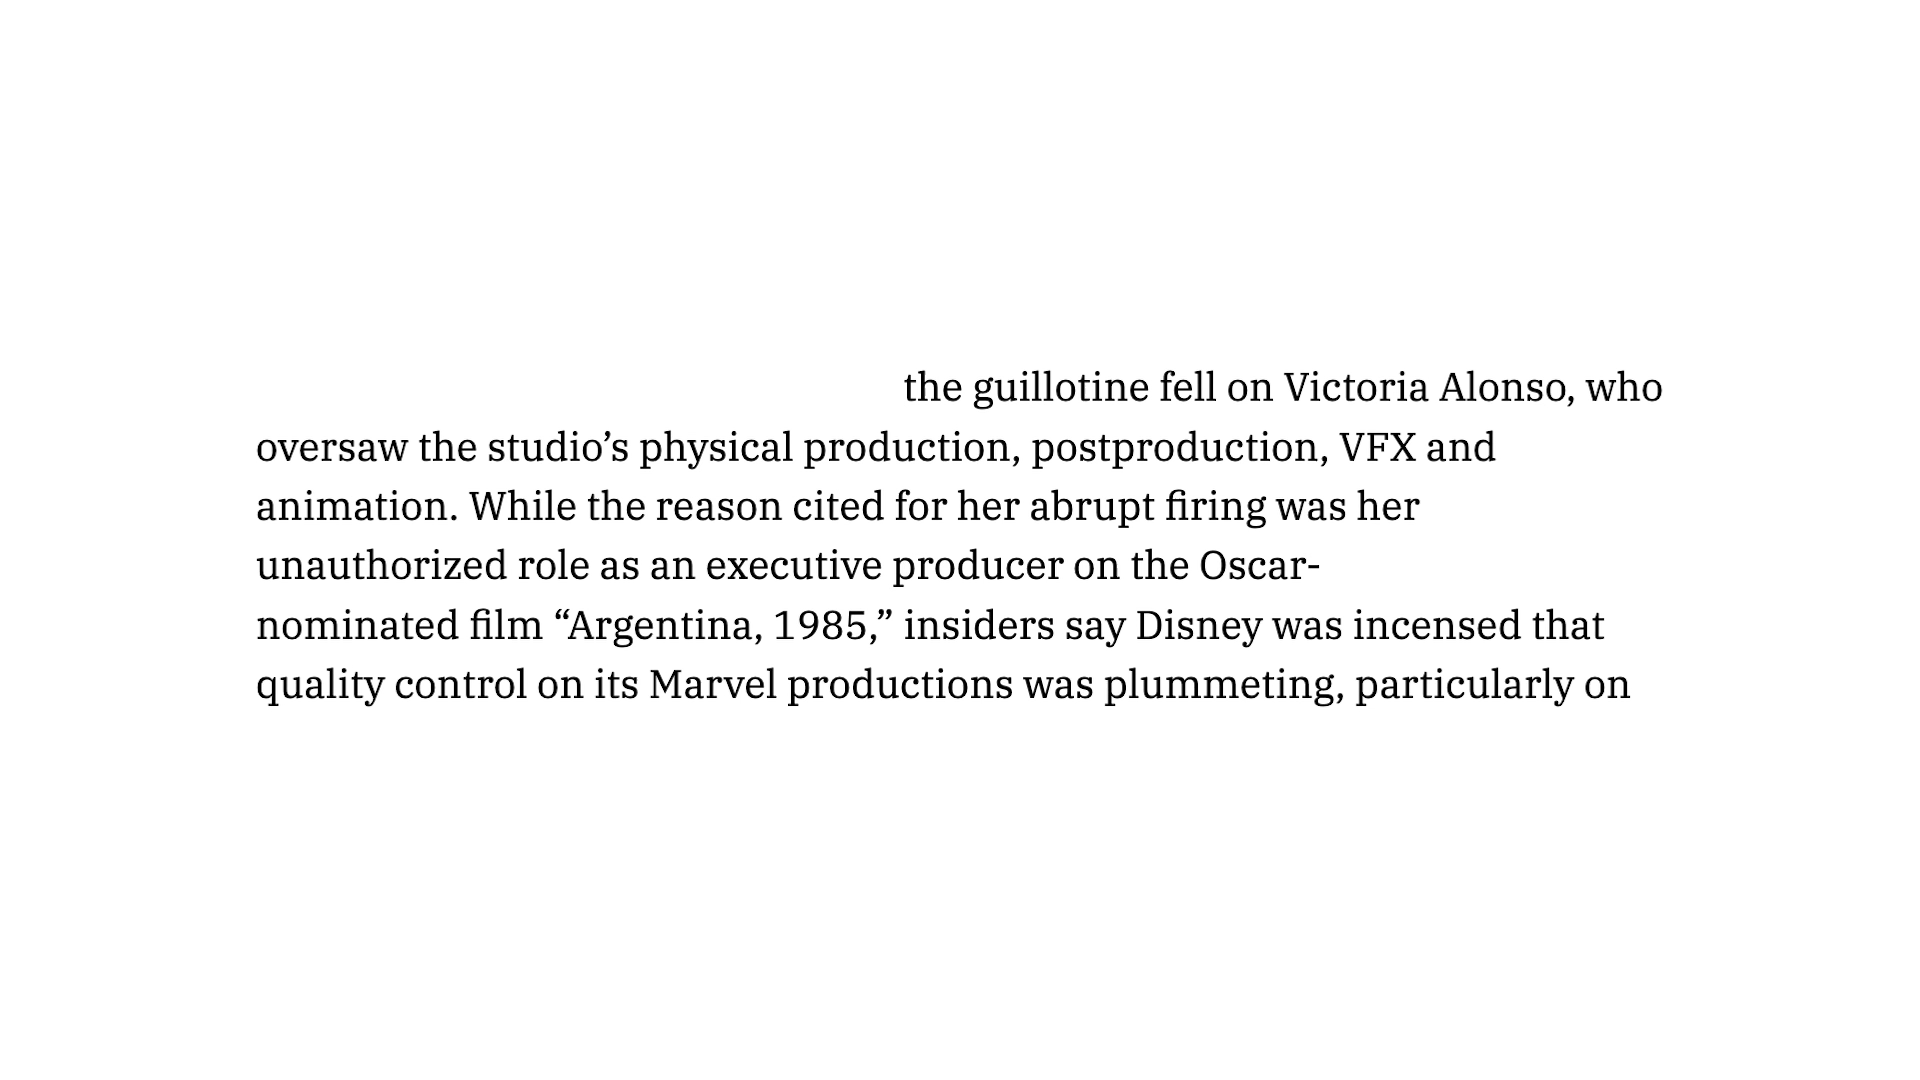 the guillotine fell on Victoria Alonso, who
oversaw the studio’s physical production, postproduction, VFX and
animation. While the reason cited for her abrupt firing was her
unauthorized role as an executive producer on the Oscar-
nominated film “Argentina, 1985,” insiders say Disney was incensed that
quality control on its Marvel productions was plummeting, particularly on